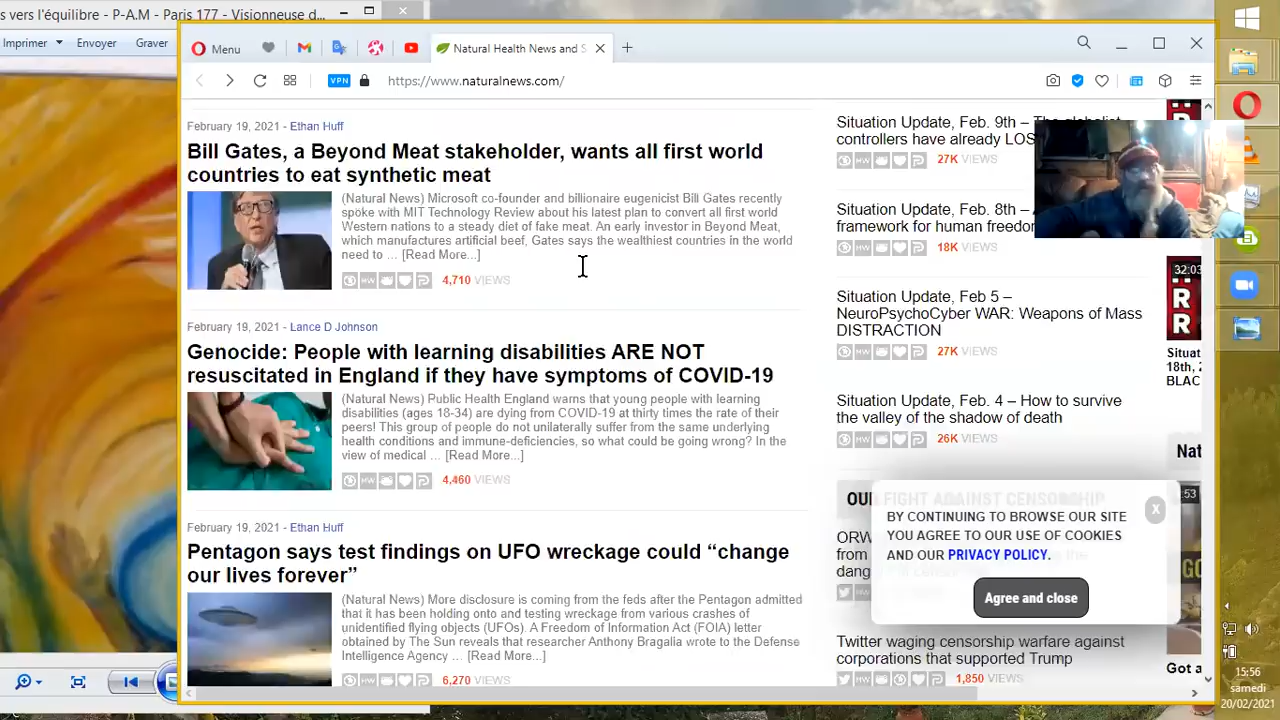 s vers l'équilibre - P-A-M - Paris 177 - Visionneuse d...
Imprimer Envoyer Graver
Menu
Natural Health News and S
VPN https://www.naturalnews.com/
February 19, 2021 - Ethan Huff
Bill Gates, a Beyond Meat stakeholder, wants all first world
countries to eat synthetic meat
(Natural News) Microsoft co-founder and billionaire eugenicist Bill Gates recently
spoke with MIT Technology Review about his latest plan to convert all first world
Western nations to a steady diet of fake meat. An early investor in Beyond Meat,
which manufactures artificial beef, Gates says the wealthiest countries in the world
need to ... [Read More...]
4,710 VIEWS
February 19, 2021 - Lance D Johnson
Genocide: People with learning disabilities ARE NOT
resuscitated in England if they have symptoms of COVID-19
(Natural News) Public Health England warns that young people with learning
disabilities (ages 18-34) are dying from COVID-19 at thirty times the rate of their
peers! This group of people do not unilaterally suffer from the same underlying
health conditions and immune-deficiencies, so what could be going wrong? In the
view of medical ... [Read More...]
4,460 VIEWS
February 19, 2021 - Ethan Huff
Pentagon says test findings on UFO wreckage could “change
our lives forever”
(Natural News) More disclosure is coming from the feds after the Pentagon admitted
that it has been holding onto and testing wreckage from various crashes of
unidentified flying objects (UFOs). A Freedom of Information Act (FOIA) letter
obtained by The Sun reveals that researcher Anthony Bragalia wrote to the Defense
Intelligence Agency ... [Read More...]
6,270 VIEWS
Situation Update, Feb. 9th – The globalist
controllers have already LOS
27K VIEWS
Situation Update, Feb. 8th –
framework for human freedo
18K VIEWS
Situation Update, Feb 5 –
NeuroPsychoCyber WAR: Weapons of Mass
DISTRACTION
27K VIEWS
Situation Update, Feb. 4 – How to survive
the valley of the shadow of death
26K VIEWS
OUR FIGHT AGAINST CENSORSHIP
ORW
from
dang
BY CONTINUING TO BROWSE OUR SITE
YOU AGREE TO OUR USE OF COOKIES
AND OUR PRIVACY POLICY.
X
Agree and close
Twitter waging censorship warfare against
corporations that supported Trump
1,850 VIEWS
32:03
R
R
Situat
18th, 2
BLAC
Nat
:53
GO
Got a
15:56
samedi
20/02/2021